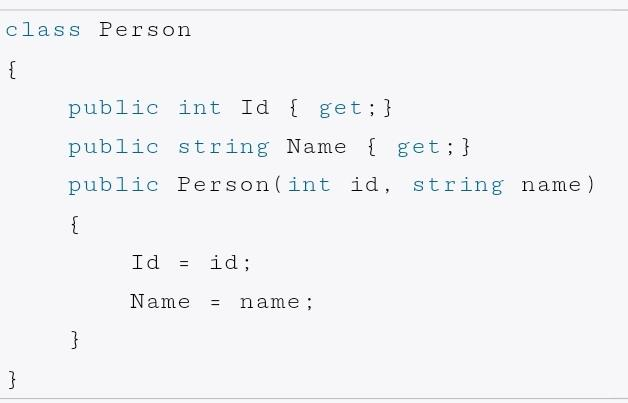 class Person
{
    public int Id { get;}
    public string Name { get;}
    public Person(int id, string name)
    {
        Id = id;
        Name = name;
    }
}